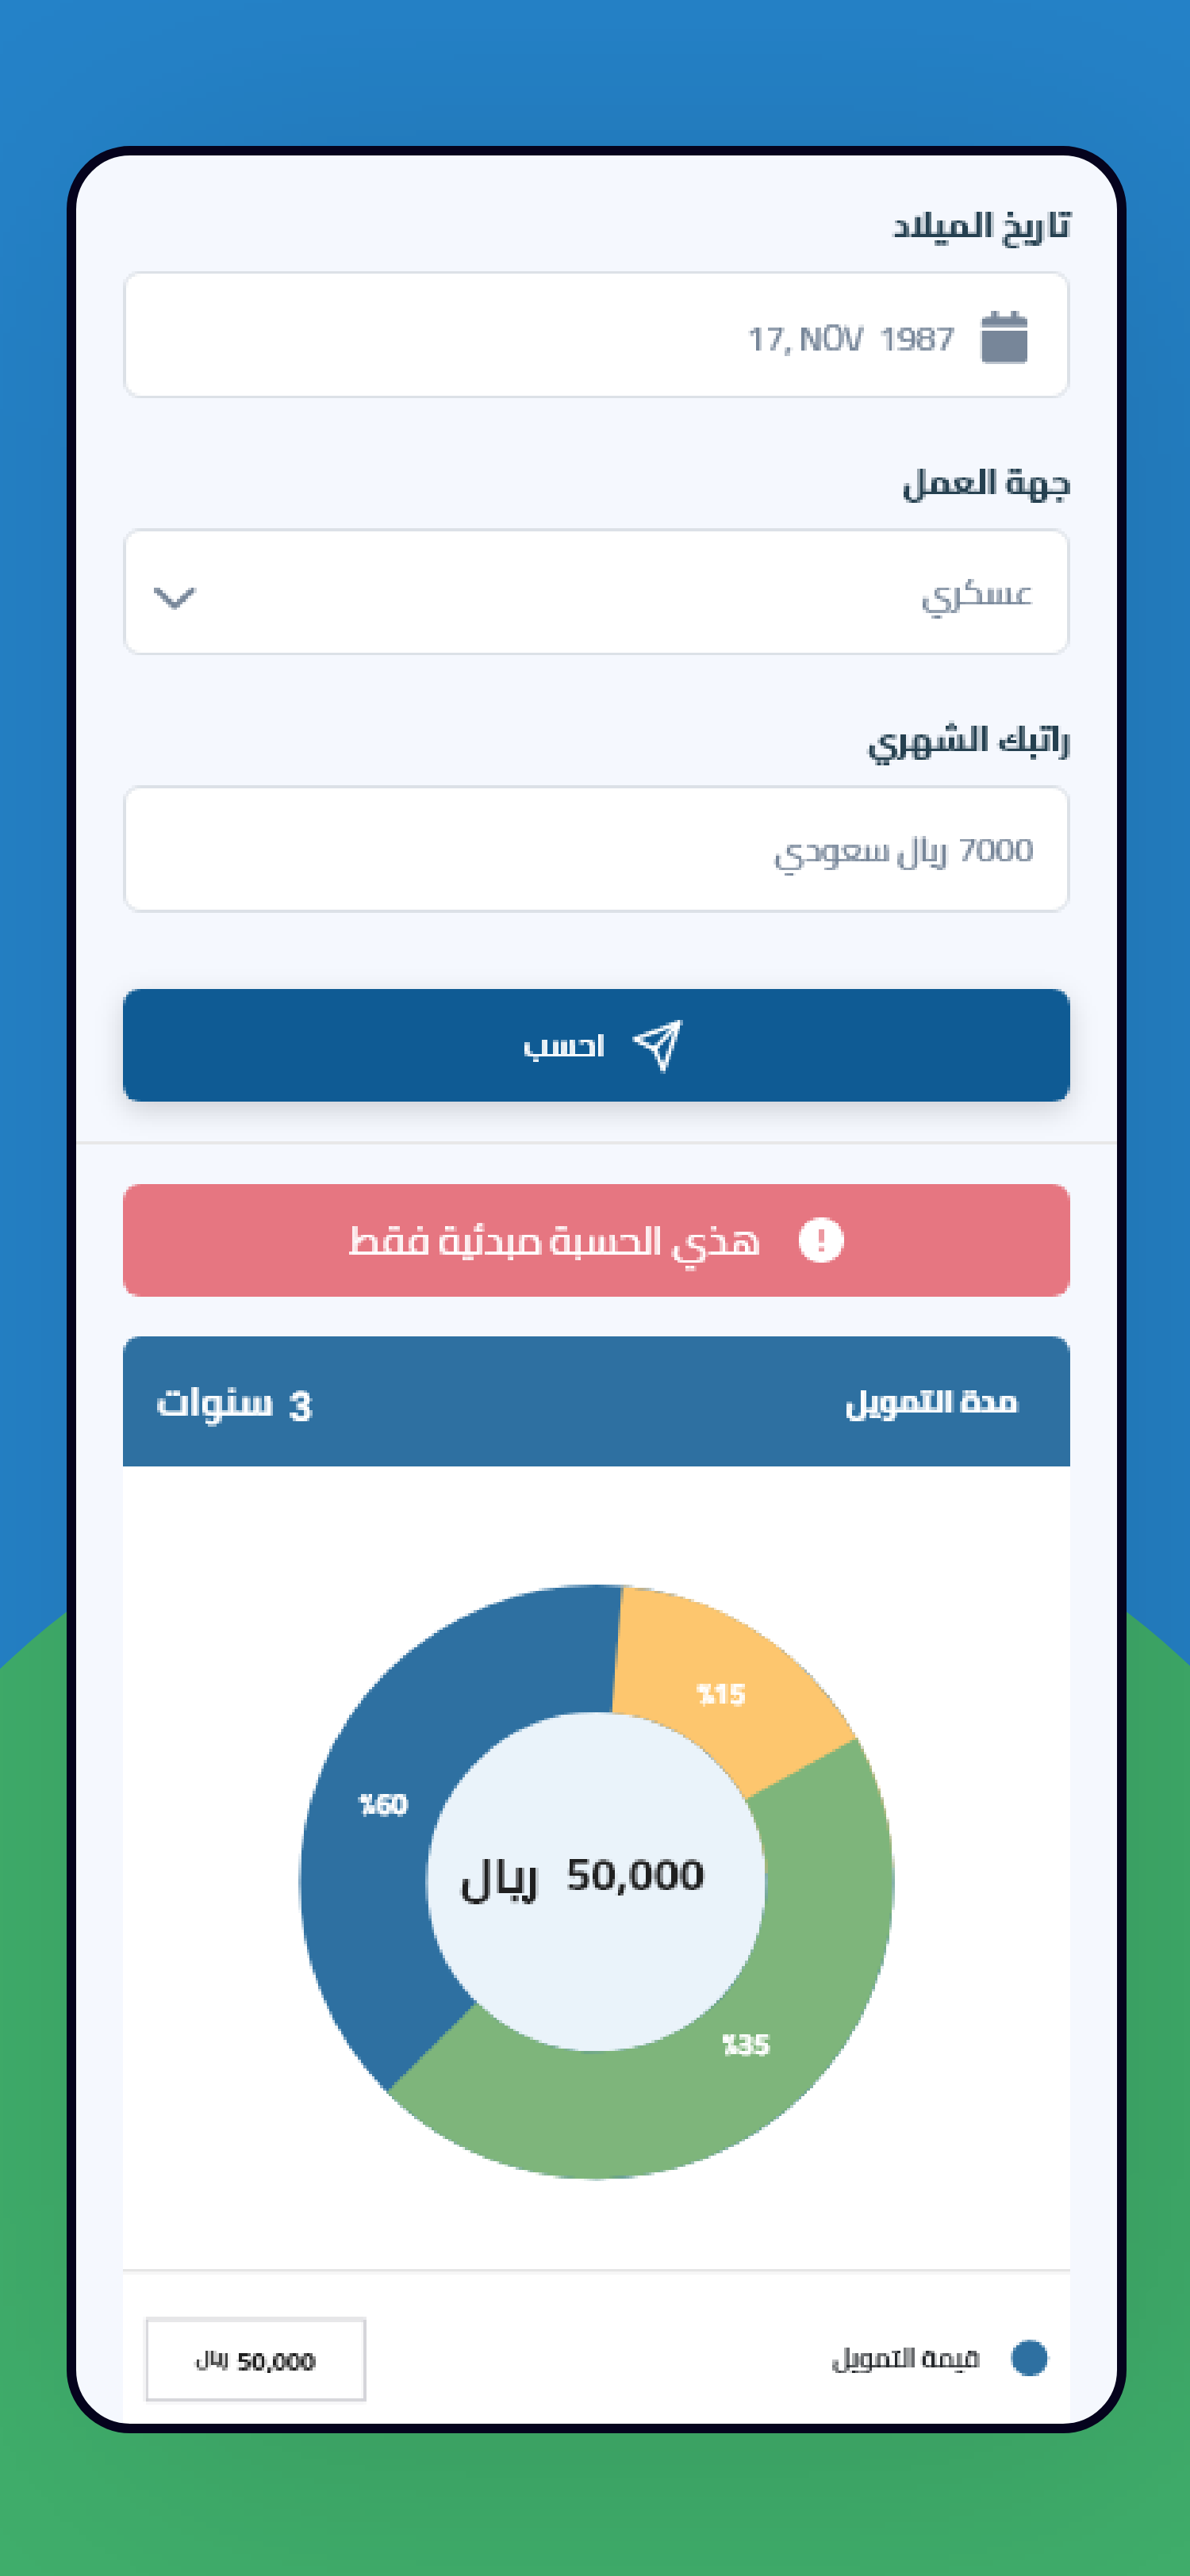 تاريخ الميلاد
17, NOV 1987
جهة العمل
عسكري
راتبك الشهري
7000 ريال سعودي
احسب
هذي الحسبة مبدئية فقط
مدة التمويل
3 سنوات
%15
%60
50,000 ريال
%35
قيمة التمويل
50,000 ريال